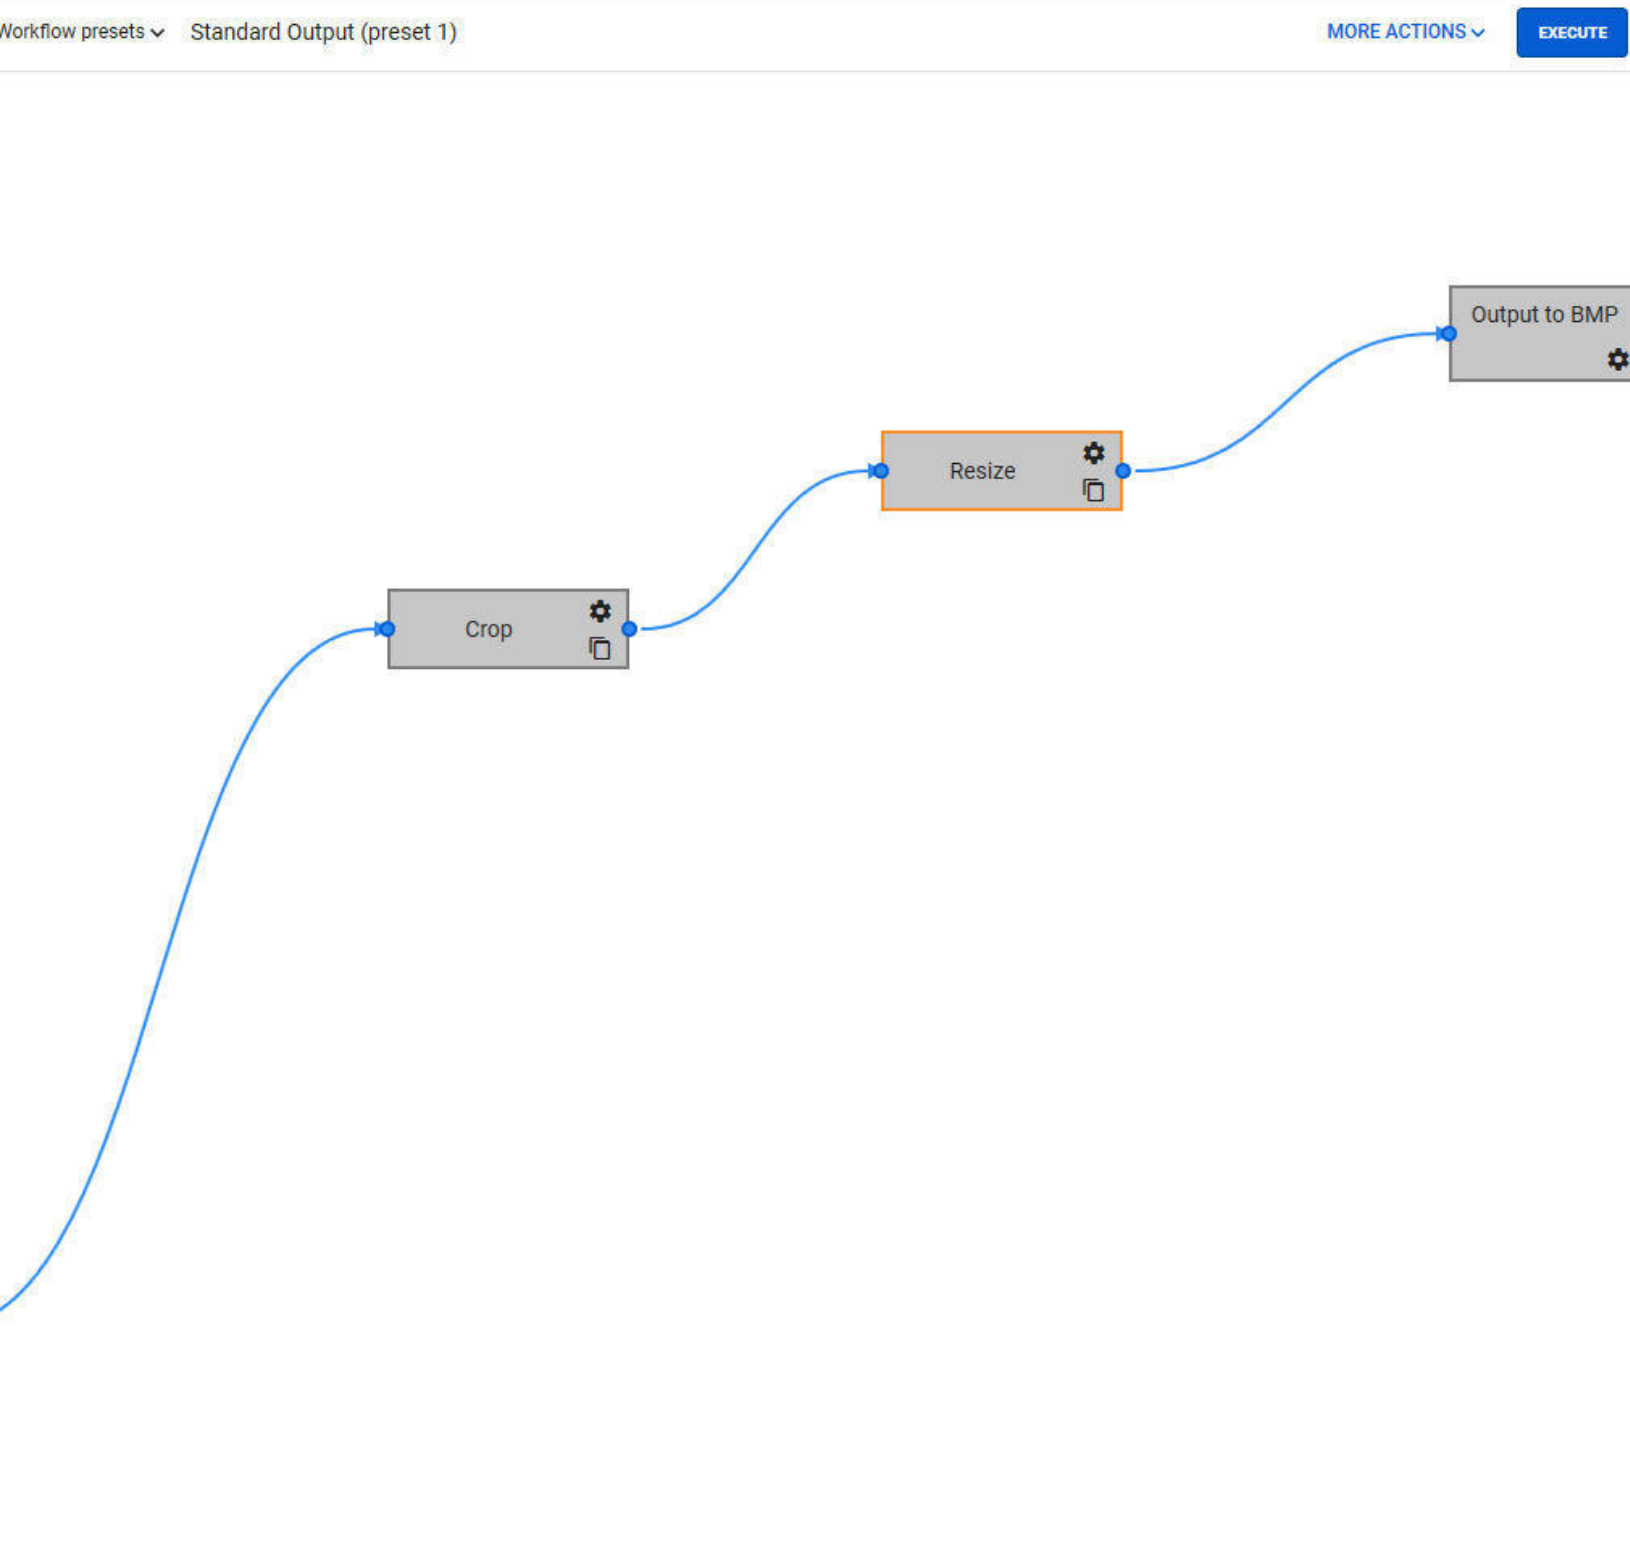 Workflow presets
Standard Output (preset 1)
MORE ACTIONS
EXECUTE
Output to BMP
Resize
Crop